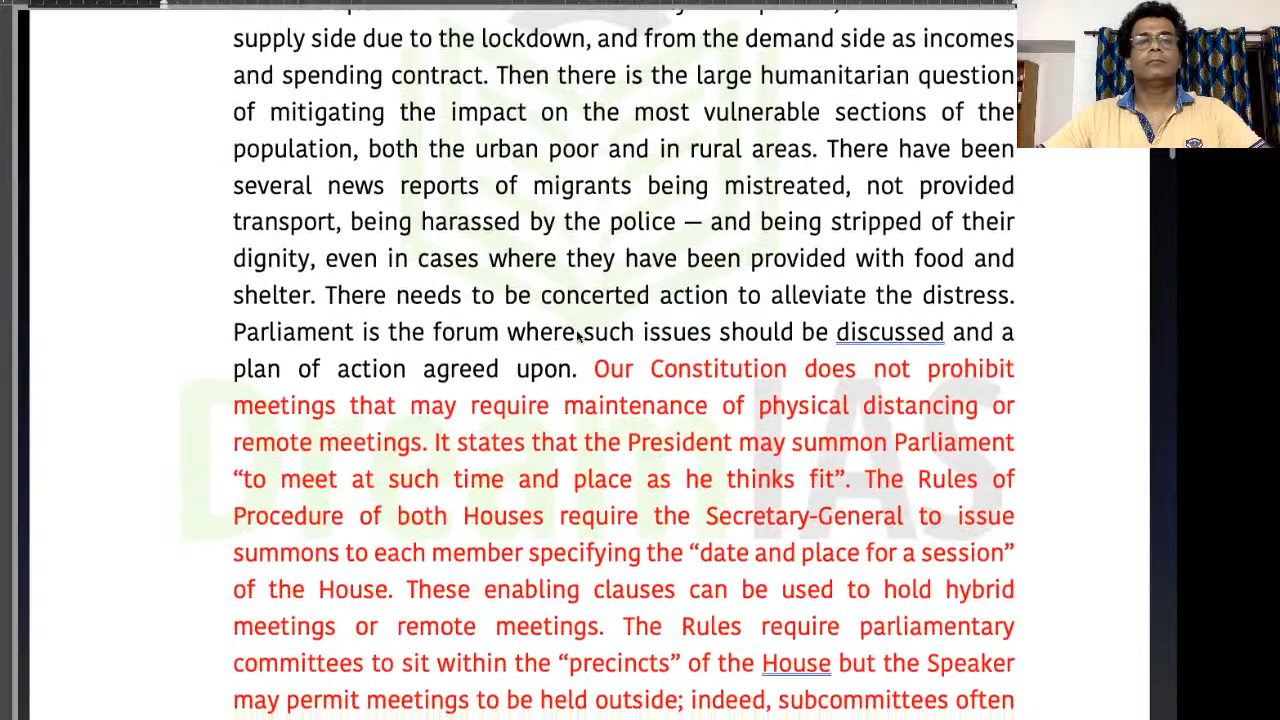 supply side due to the lockdown, and from the demand side as incomes
and spending contract. Then there is the large humanitarian question
of mitigating the impact on the most vulnerable sections of the
population, both the urban poor and in rural areas. There have been
several news reports of migrants being mistreated, not provided
transport, being harassed by the police — and being stripped of their
dignity, even in cases where they have been provided with food and
shelter. There needs to be concerted action to alleviate the distress.
Parliament is the forum where such issues should be discussed and a
plan of action agreed upon. Our Constitution does not prohibit
meetings that may require maintenance of physical distancing or
remote meetings. It states that the President may summon Parliament
“to meet at such time and place as he thinks fit”. The Rules of
Procedure of both Houses require the Secretary-General to issue
summons to each member specifying the “date and place for a session”
of the House. These enabling clauses can be used to hold hybrid
meetings or remote meetings. The Rules require parliamentary
committees to sit within the “precincts” of the House but the Speaker
may permit meetings to be held outside; indeed, subcommittees often
DreamIAS